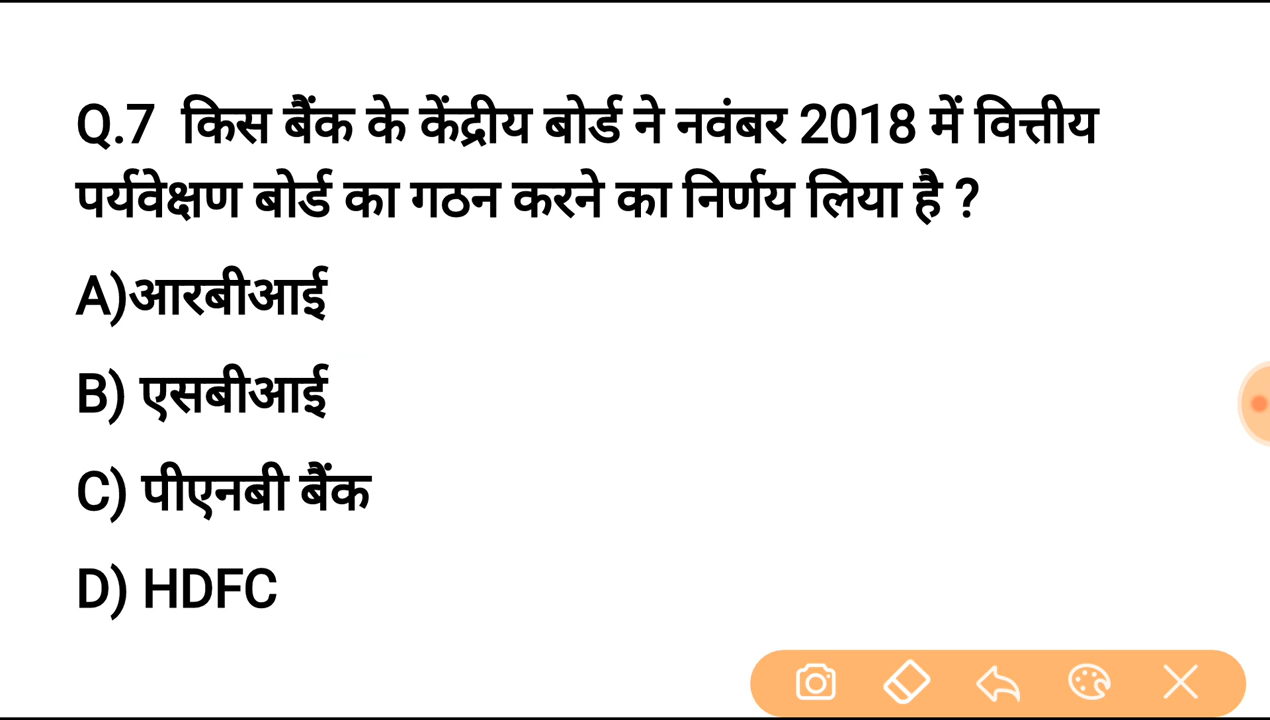 Q.7 किस बैंक के केंद्रीय बोर्ड ने नवंबर 2018 में वित्तीय
पर्यवेक्षण बोर्ड का गठन करने का निर्णय लिया है ?
A)आरबीआई
B) एसबीआई
C) पीएनबी बैंक
D) HDFC